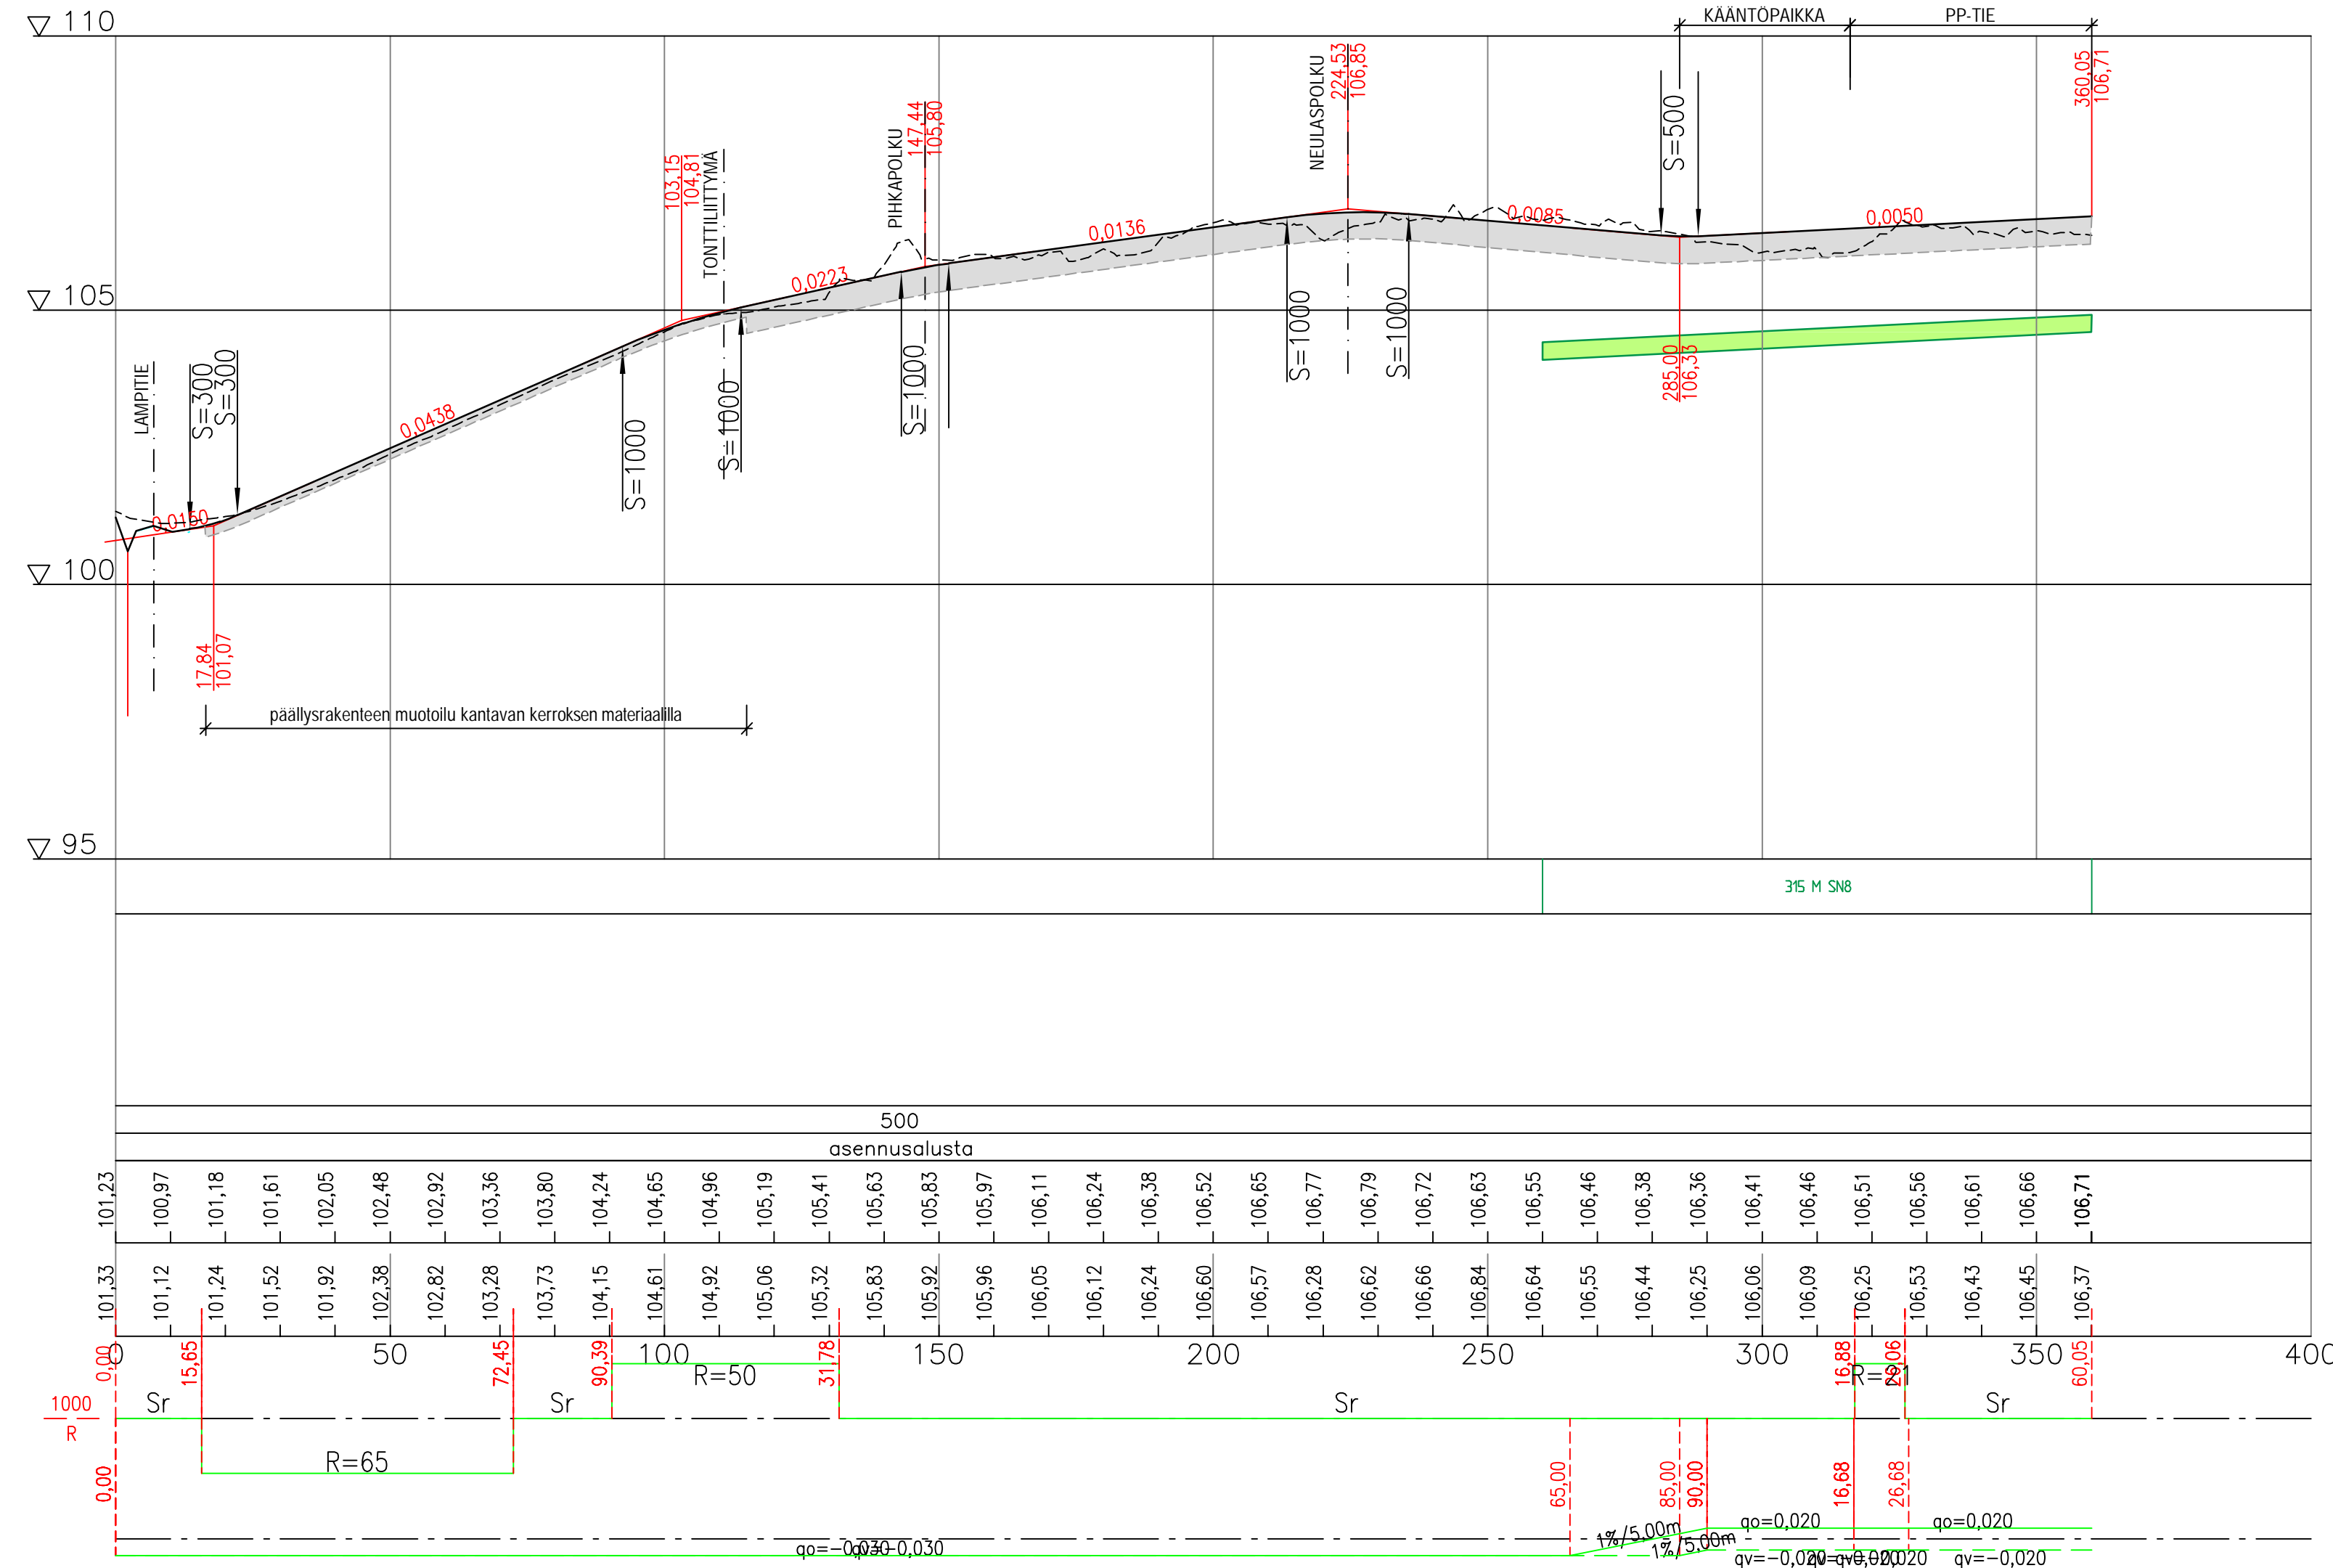 110
KÄÄNTÖPAIKKA
PP-TIE
NEULASPOLKU
224,53
106,85
360,05
106,71
S=500
147,44
105,80
PIHKAPOLKU
103,15
104,81
TONTTILIITTYMÄ
0,0136
0,0085
0,0050
0,0223
105
S=1000
S=1000
S=1000
S=1000
S=1000
285,00
106,33
LAMPITIE
S=300
S=300
0,0438
0,0160
100
17,84
101,07
päällysrakenteen muotoilu kantavan kerroksen materiaalilla
95
315 M SN8
500
asennusalusta
101,23 100,97 101,18 101,61 102,05 102,48 102,92 103,36 103,80 104,24 104,65 104,96 105,19 105,41 105,63 105,83 105,97 106,11 106,24 106,38 106,52 106,65 106,77 106,79 106,72 106,63 106,55 106,46 106,38 106,36 106,41 106,46 106,51 106,56 106,61 106,66 106,71
101,33 101,12 101,24 101,52 101,92 102,38 102,82 103,28 103,73 104,15 104,61 104,92 105,06 105,32 105,83 105,92 105,96 106,05 106,12 106,24 106,60 106,57 106,28 106,62 106,66 106,84 106,64 106,55 106,44 106,25 106,06 106,09 106,25 106,53 106,43 106,45 106,37
0 50 100 150 200 250 300 350 400
0,00 15,65 72,45 90,39 31,78 16,88 26,06 60,05
R=50
R=21
1000
R
Sr Sr Sr Sr
R=65
0,00 65,00 85,00 90,00 16,68 26,68
1%/5,00m
1%/5,00m
qo=0,020 qo=0,020
qo=-0,030 qv=-0,030
qv=-0,020 qv=-0,020 qv=-0,020 qv=-0,020